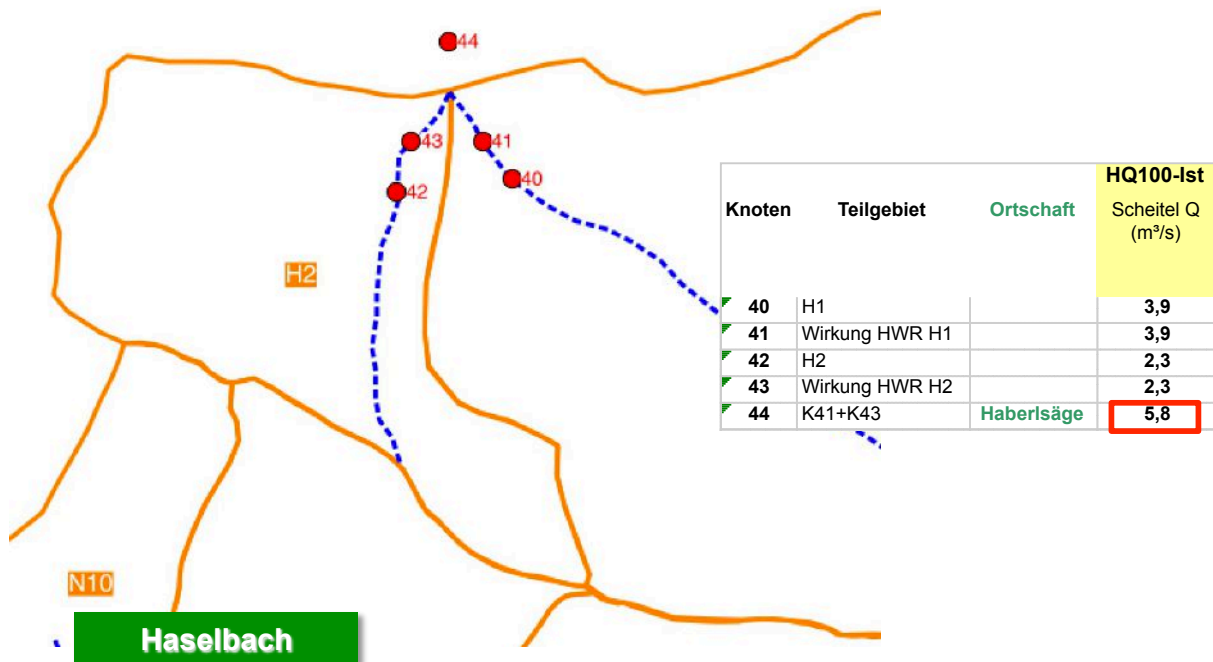 44
43
41
42
40
H2
N10
Haselbach
HQ100-Ist
Knoten Teilgebiet Ortschaft Scheitel Q
(m³/s)
40 H1 3,9
41 Wirkung HWR H1 3,9
42 H2 2,3
43 Wirkung HWR H2 2,3
44 K41+K43 Haberlsäge 5,8